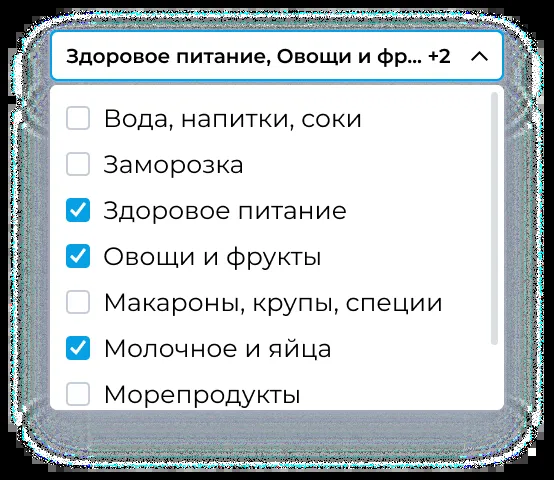 Здоровое питание, Овощи и фр... +2
Вода, напитки, соки
Заморозка
Здоровое питание
Овощи и фрукты
Макароны, крупы, специи
Молочное и яйца
Морепродукты